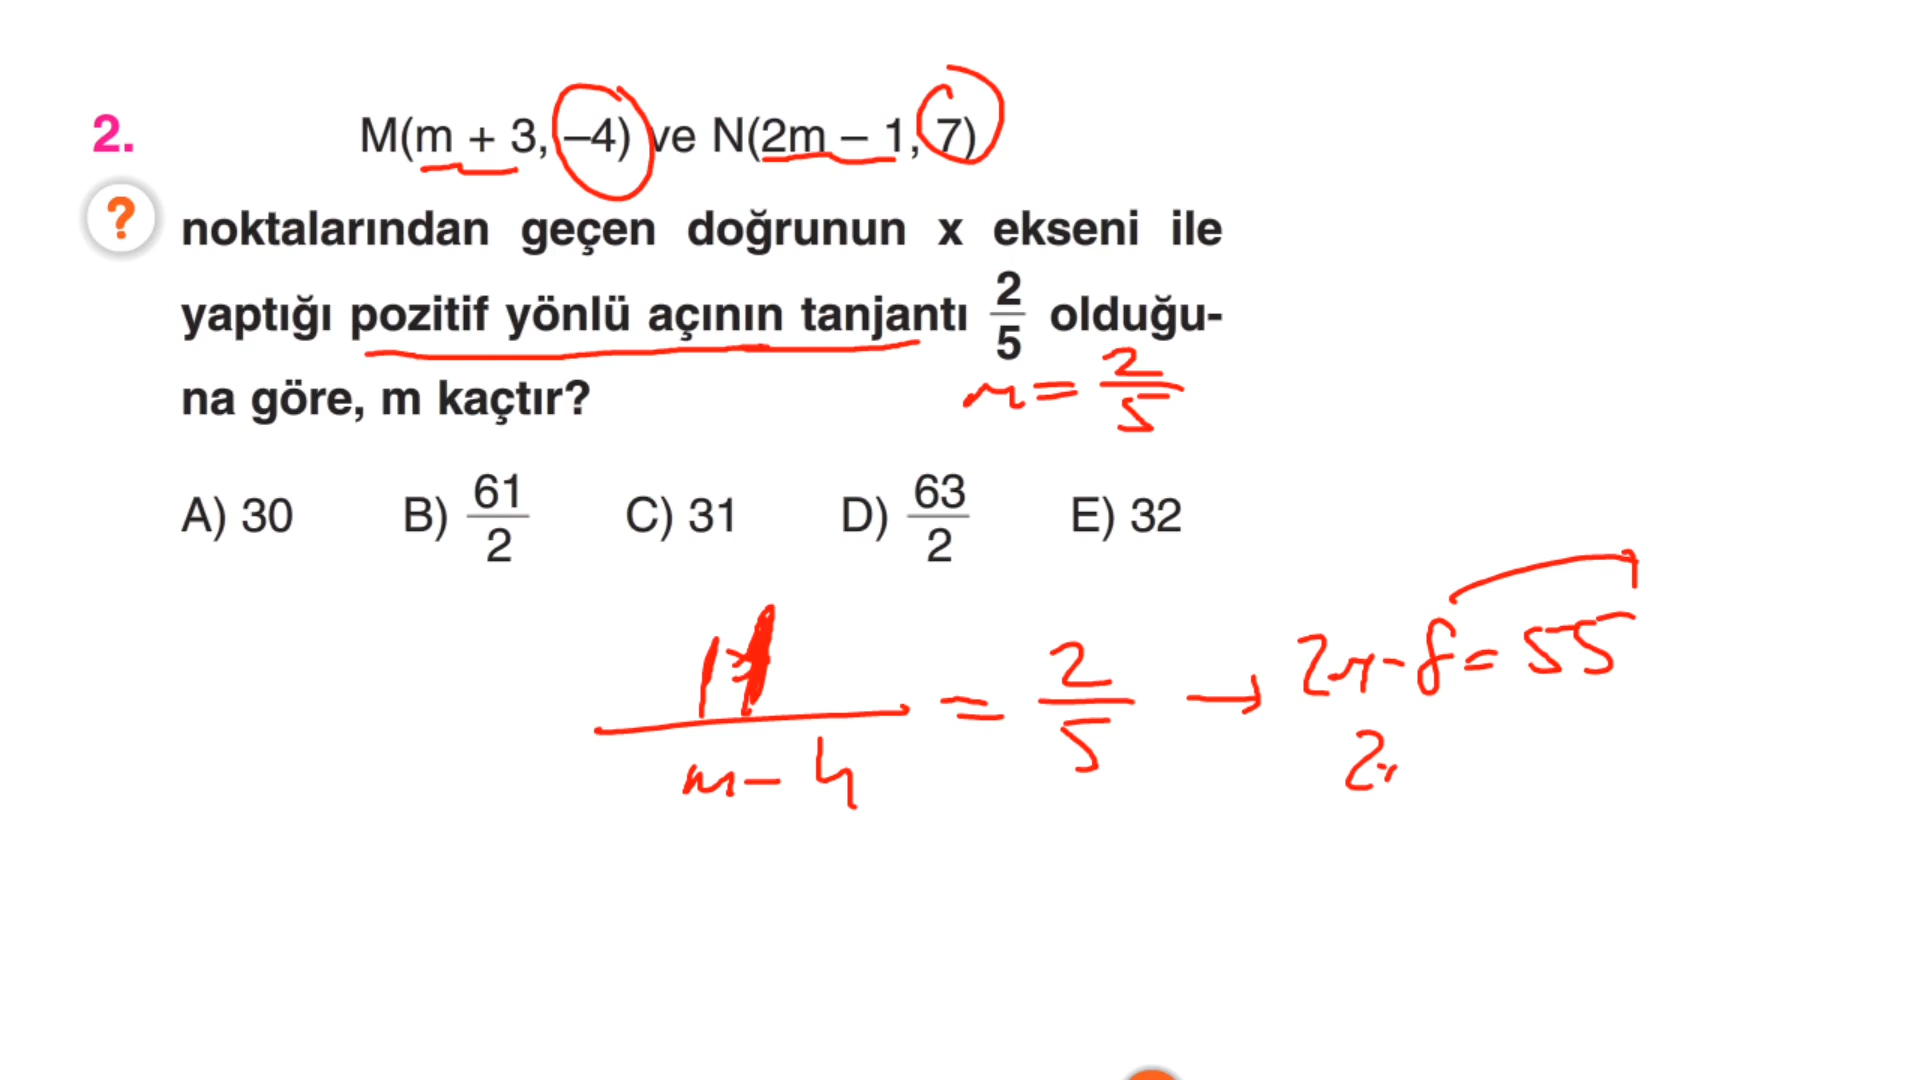 2. M(m + 3, –4) ve N(2m – 1, 7)
? noktalarından geçen doğrunun x ekseni ile
yaptığı pozitif yönlü açının tanjantı 2/5 olduğu-
na göre, m kaçtır?
m = 2/5
A) 30 B) 61/2 C) 31 D) 63/2 E) 32
11/(m - 4) = 2/5 → 2m - 8 = 55
2